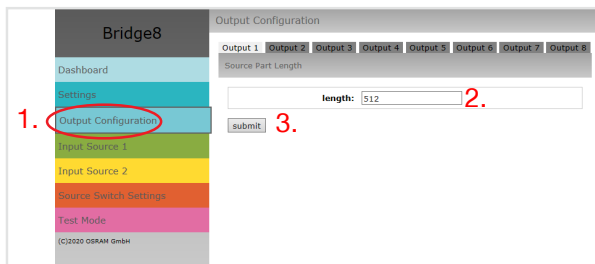 Bridge8
Dashboard
Settings
1. Output Configuration
Input Source 1
Input Source 2
Source Switch Settings
Test Mode
(C)2020 OSRAM GmbH
Output Configuration
Output 1 Output 2 Output 3 Output 4 Output 5 Output 6 Output 7 Output 8
Source Part Length
length: 512 2.
submit 3.